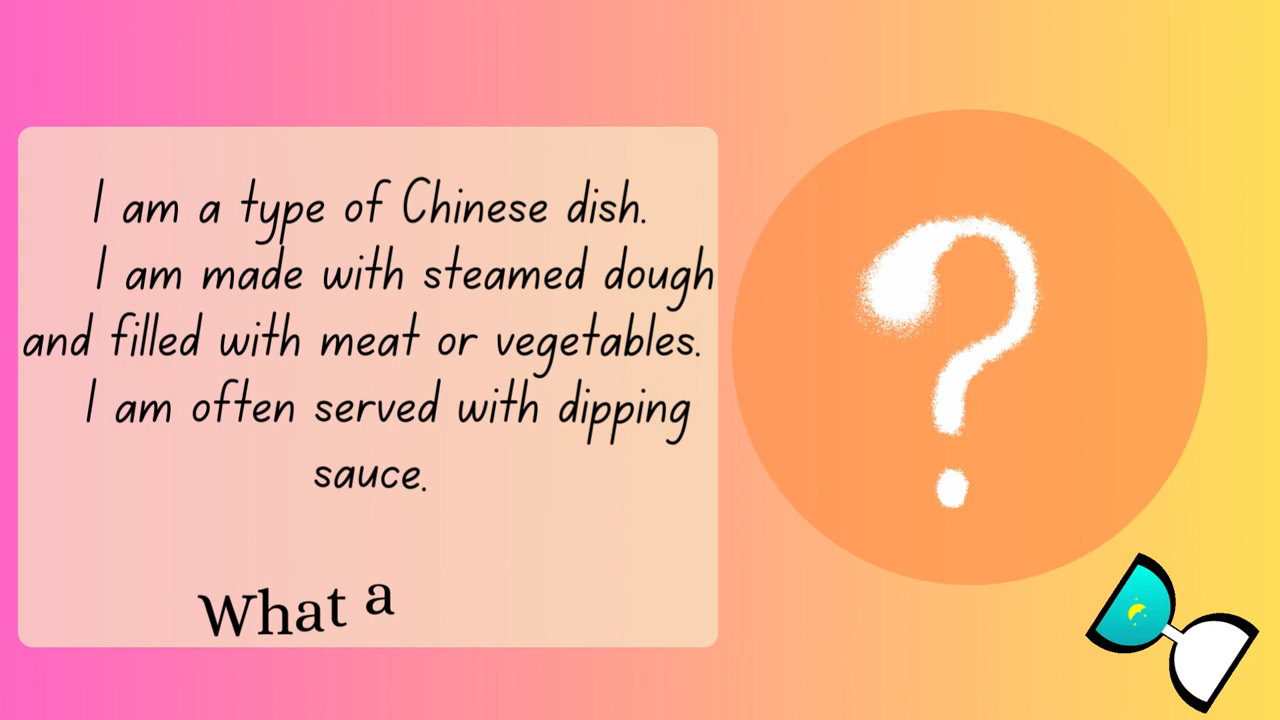 I am a type of Chinese dish.
I am made with steamed dough
and filled with meat or vegetables.
I am often served with dipping
sauce.
What a